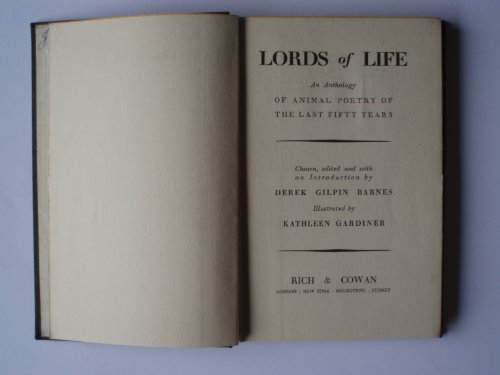 LORDS of LIFE
An Anthology
OF ANIMAL POETRY OF
THE LAST FIFTY YEARS
Chosen, edited and with
an Introduction by
DEREK GILPIN BARNES
Illustrated by
KATHLEEN GARDINER
RICH & COWAN
LONDON · NEW YORK · MELBOURNE · SYDNEY